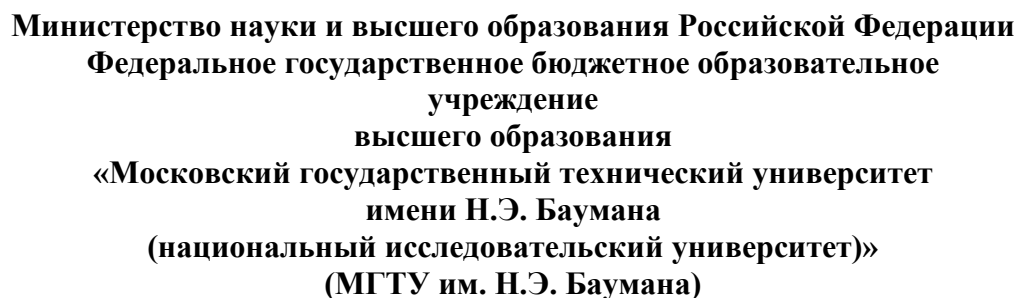 Министерство науки и высшего образования Российской Федерации
Федеральное государственное бюджетное образовательное
учреждение
высшего образования
«Московский государственный технический университет
имени Н.Э. Баумана
(национальный исследовательский университет)»
(МГТУ им. Н.Э. Баумана)